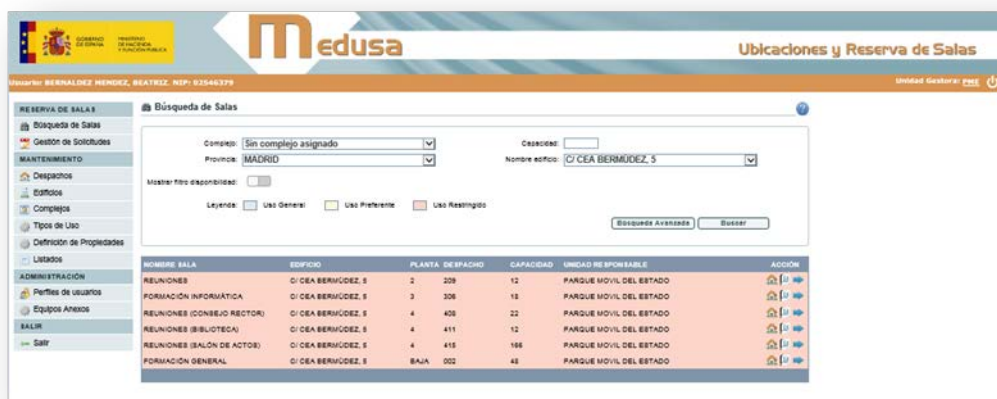 GOBIERNO DE ESPAÑA
MINISTERIO DE HACIENDA Y FUNCIÓN PÚBLICA
Medusa
Ubicaciones y Reserva de Salas
Usuario: BERNALDEZ MENDEZ, BEATRIZ. NIP: 02546379
Unidad Gestora: PME
RESERVA DE SALAS
Búsqueda de Salas
Gestión de Solicitudes
MANTENIMIENTO
Despachos
Edificios
Complejos
Tipos de Uso
Definición de Propiedades
Listados
ADMINISTRACIÓN
Perfiles de usuarios
Equipos Anexos
SALIR
Salir
Búsqueda de Salas
Complejo: Sin complejo asignado Capacidad:
Provincia: MADRID Nombre edificio: C/ CEA BERMÚDEZ, 5
Mostrar filtro disponibilidad:
Leyenda: Uso General Uso Preferente Uso Restringido
Búsqueda Avanzada Buscar
NOMBRE SALA EDIFICIO PLANTA DESPACHO CAPACIDAD UNIDAD RESPONSABLE ACCIÓN
REUNIONES C/ CEA BERMÚDEZ, 5 2 209 12 PARQUE MOVIL DEL ESTADO
FORMACIÓN INFORMÁTICA C/ CEA BERMÚDEZ, 5 3 306 18 PARQUE MOVIL DEL ESTADO
REUNIONES (CONSEJO RECTOR) C/ CEA BERMÚDEZ, 5 4 408 22 PARQUE MOVIL DEL ESTADO
REUNIONES (BIBLIOTECA) C/ CEA BERMÚDEZ, 5 4 411 12 PARQUE MOVIL DEL ESTADO
REUNIONES (SALÓN DE ACTOS) C/ CEA BERMÚDEZ, 5 4 415 166 PARQUE MOVIL DEL ESTADO
FORMACIÓN GENERAL C/ CEA BERMÚDEZ, 5 BAJA 002 48 PARQUE MOVIL DEL ESTADO